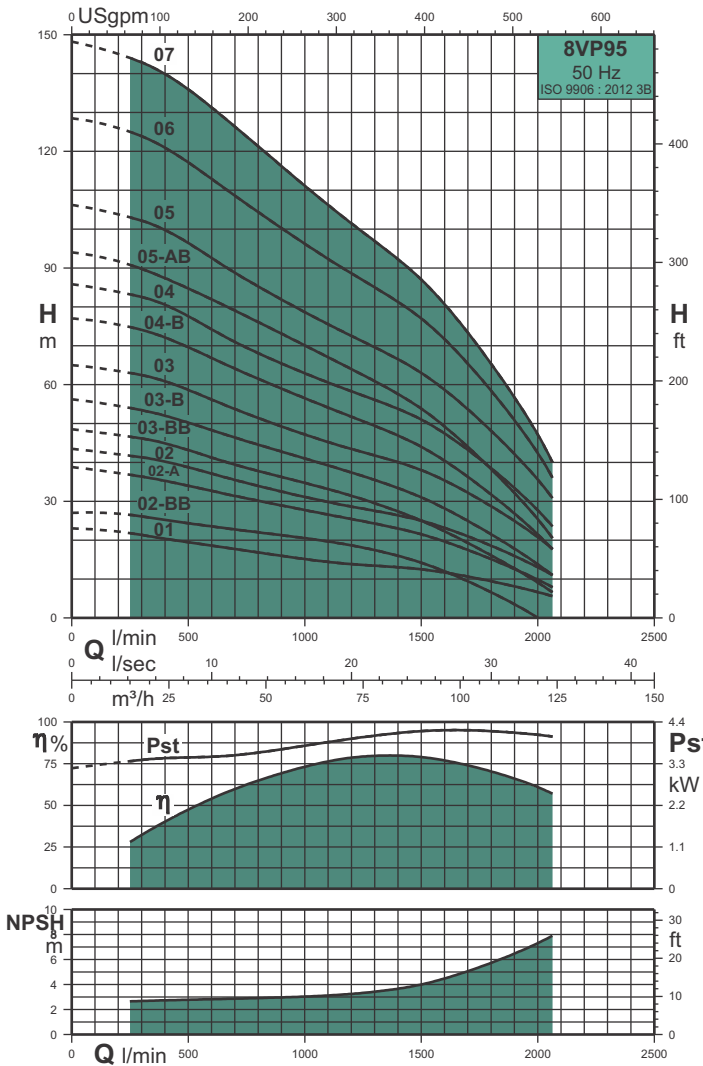 USgpm 0 100 200 300 400 500 600
8VP95
50 Hz
ISO 9906 : 2012 3B
150
120
90
60
30
0
H
m
400
300
200
100
0
H
ft
07
06
05
05-AB
04
04-B
03
03-B
03-BB
02
02-A
02-BB
01
Q l/min 0 500 1000 1500 2000 2500
l/sec 0 10 20 30 40
m³/h 0 25 50 75 100 125 150
η%
100
75
50
25
0
Pst
η
4.4
3.3
2.2
1.1
0
Pst
kW
NPSH
m
10
8
6
4
2
0
30
20
10
0
ft
0 500 1000 1500 2000 2500
Q l/min